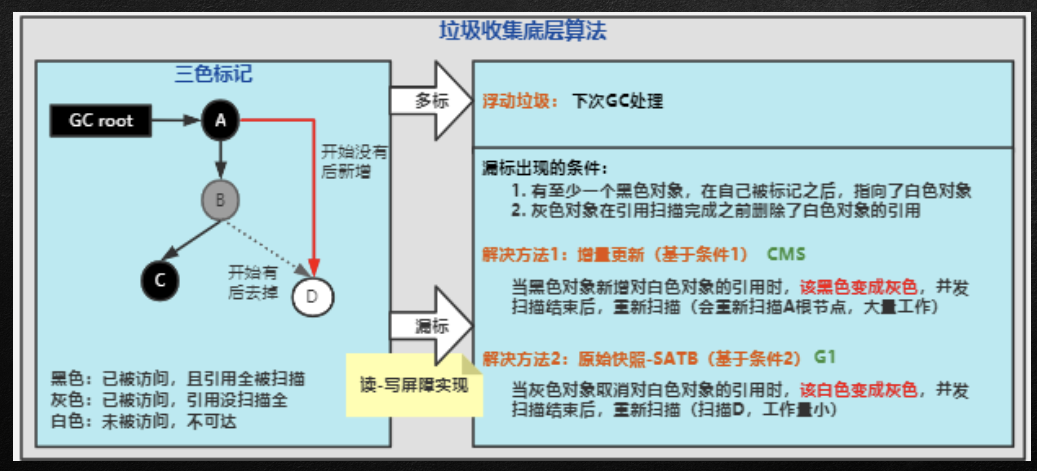 垃圾收集底层算法
三色标记
GC root
A
开始没有
后新增
B
C
开始有
后去掉
D
黑色：已被访问，且引用全被扫描
灰色：已被访问，引用没扫描全
白色：未被访问，不可达
多标
漏标
读-写屏障实现
浮动垃圾： 下次GC处理
漏标出现的条件：
1. 有至少一个黑色对象，在自己被标记之后，指向了白色对象
2. 灰色对象在引用扫描完成之前删除了白色对象的引用
解决方法1：增量更新（基于条件1） CMS
当黑色对象新增对白色对象的引用时，该黑色变成灰色，并发
扫描结束后，重新扫描（会重新扫描A根节点，大量工作）
解决方法2：原始快照-SATB（基于条件2） G1
当灰色对象取消对白色对象的引用时，该白色变成灰色，并发
扫描结束后，重新扫描（扫描D，工作量小）